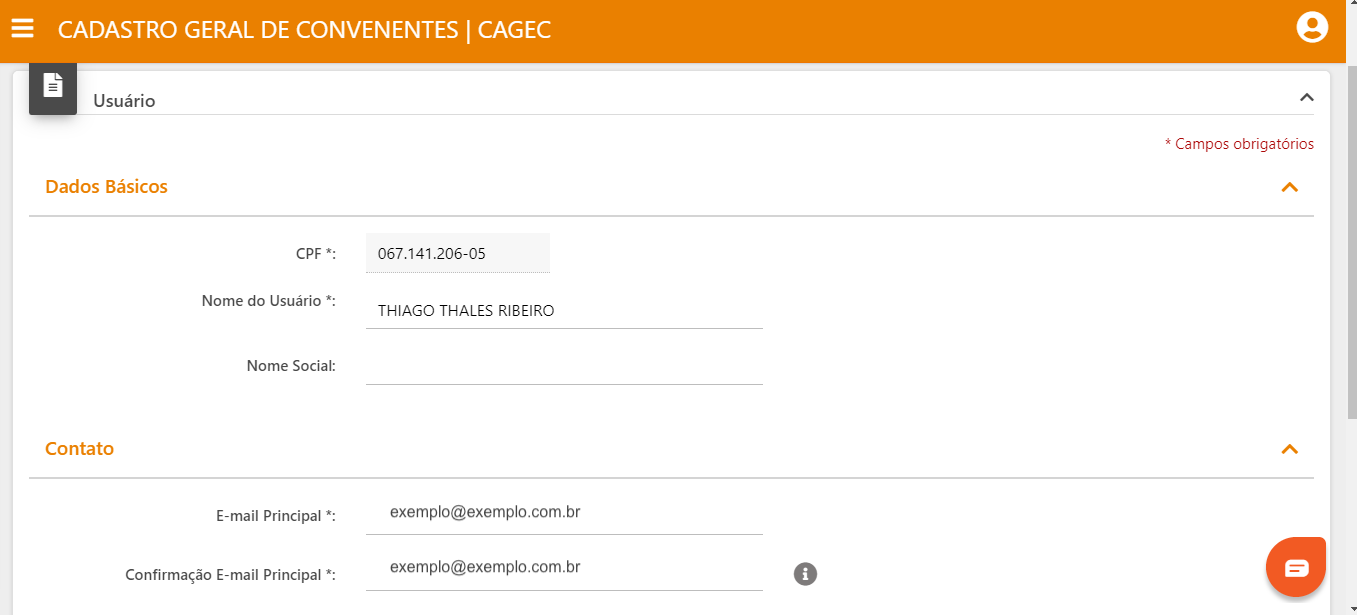 CADASTRO GERAL DE CONVENENTES | CAGEC
Usuário
* Campos obrigatórios
Dados Básicos
CPF *: 067.141.206-05
Nome do Usuário *: THIAGO THALES RIBEIRO
Nome Social:
Contato
E-mail Principal *: exemplo@exemplo.com.br
Confirmação E-mail Principal *: exemplo@exemplo.com.br